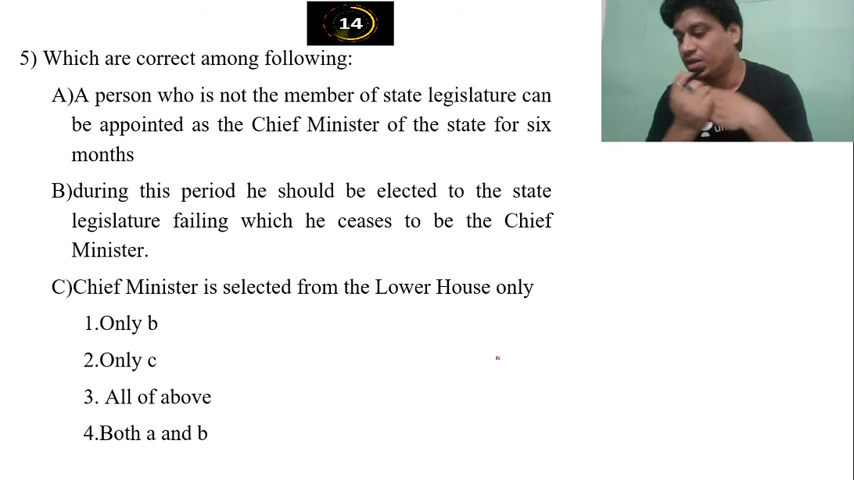 14
5) Which are correct among following:
A)A person who is not the member of state legislature can
be appointed as the Chief Minister of the state for six
months
B)during this period he should be elected to the state
legislature failing which he ceases to be the Chief
Minister.
C)Chief Minister is selected from the Lower House only
1.Only b
2.Only c
3. All of above
4.Both a and b